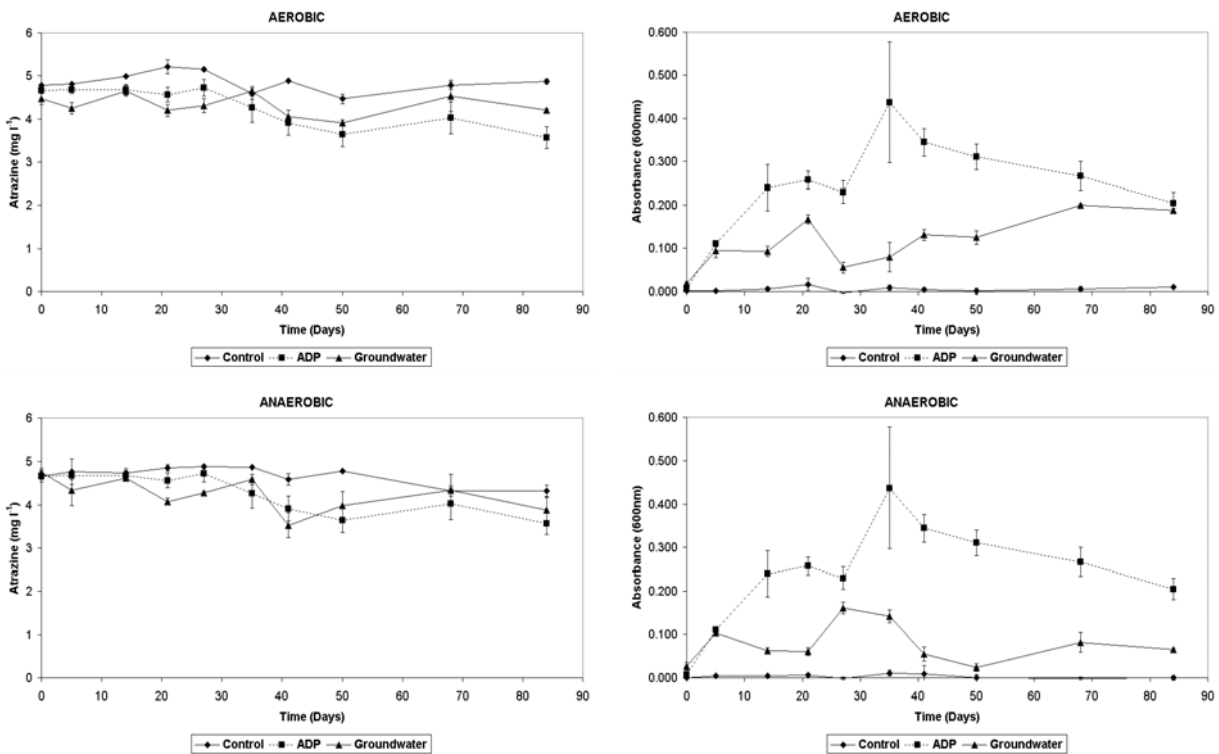 AEROBIC
6
5
4
3
2
1
0
Atrazine (mg l-1)
0 10 20 30 40 50 60 70 80 90
Time (Days)
Control ADP Groundwater
AEROBIC
0.600
0.500
0.400
0.300
0.200
0.100
0.000
Absorbance (600nm)
0 10 20 30 40 50 60 70 80 90
Time (Days)
Control ADP Groundwater
ANAEROBIC
6
5
4
3
2
1
0
Atrazine (mg l-1)
0 10 20 30 40 50 60 70 80 90
Time (Days)
Control ADP Groundwater
ANAEROBIC
0.600
0.500
0.400
0.300
0.200
0.100
0.000
Absorbance (600nm)
0 10 20 30 40 50 60 70 80 90
Time (Days)
Control ADP Groundwater